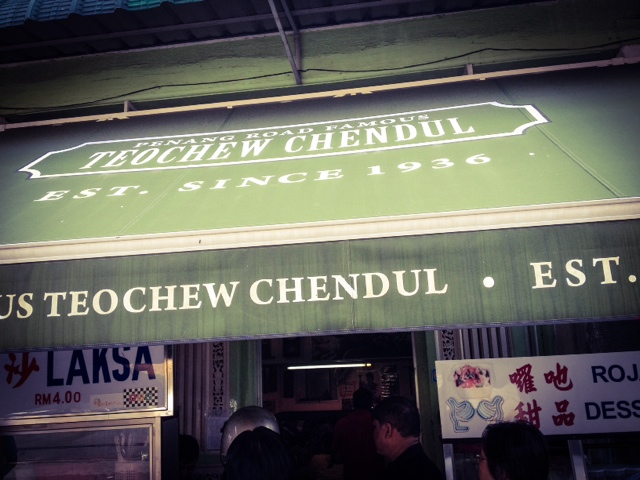 PENANG ROAD FAMOUS
TEOCHEW CHENDUL
EST. SINCE 1936
US TEOCHEW CHENDUL • EST.
炒 LAKSA
RM4.00
囉吔 ROJ
甜品 DESS